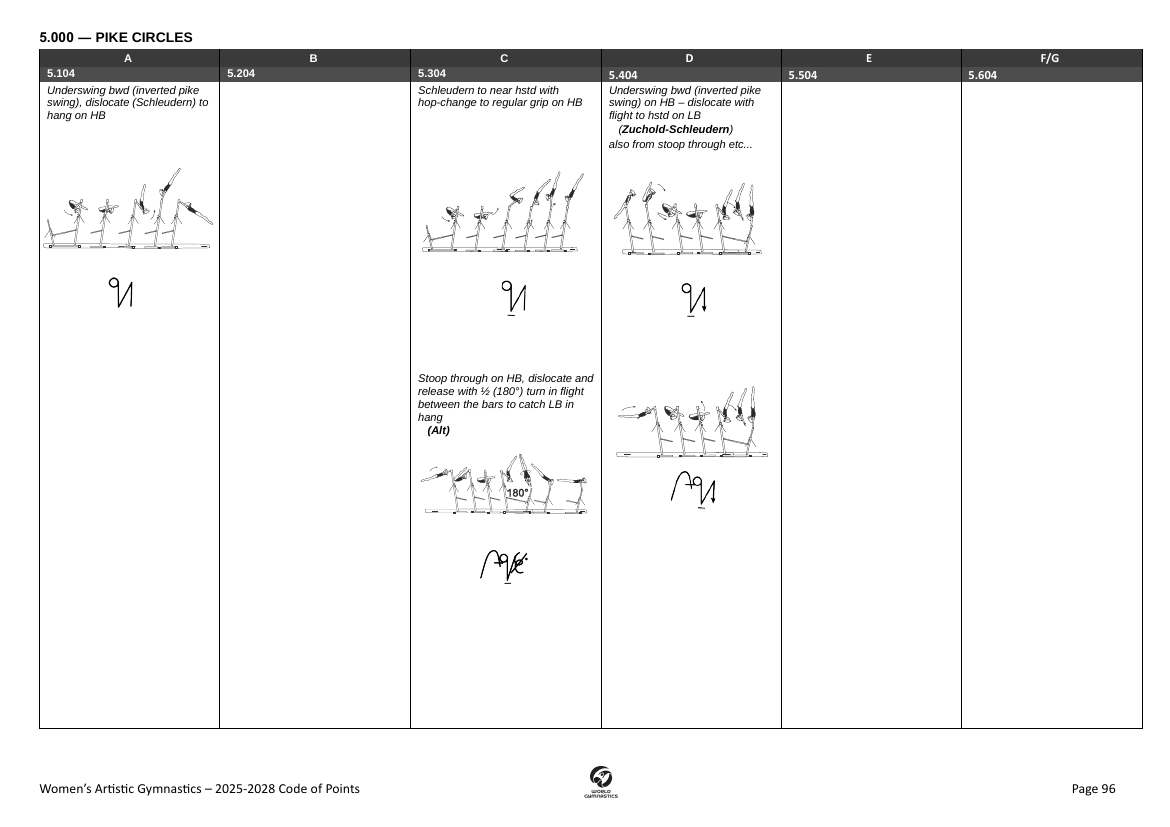 5.000 — PIKE CIRCLES
A B C D E F/G
5.104 5.204 5.304 5.404 5.504 5.604
Underswing bwd (inverted pike
swing), dislocate (Schleudern) to
hang on HB
Schleudern to near hstd with
hop-change to regular grip on HB
Stoop through on HB, dislocate and
release with ½ (180°) turn in flight
between the bars to catch LB in
hang
(Alt)
180°
Underswing bwd (inverted pike
swing) on HB – dislocate with
flight to hstd on LB
(Zuchold-Schleudern)
also from stoop through etc...
Women's Artistic Gymnastics – 2025-2028 Code of Points
WORLD
GYMNASTICS
Page 96